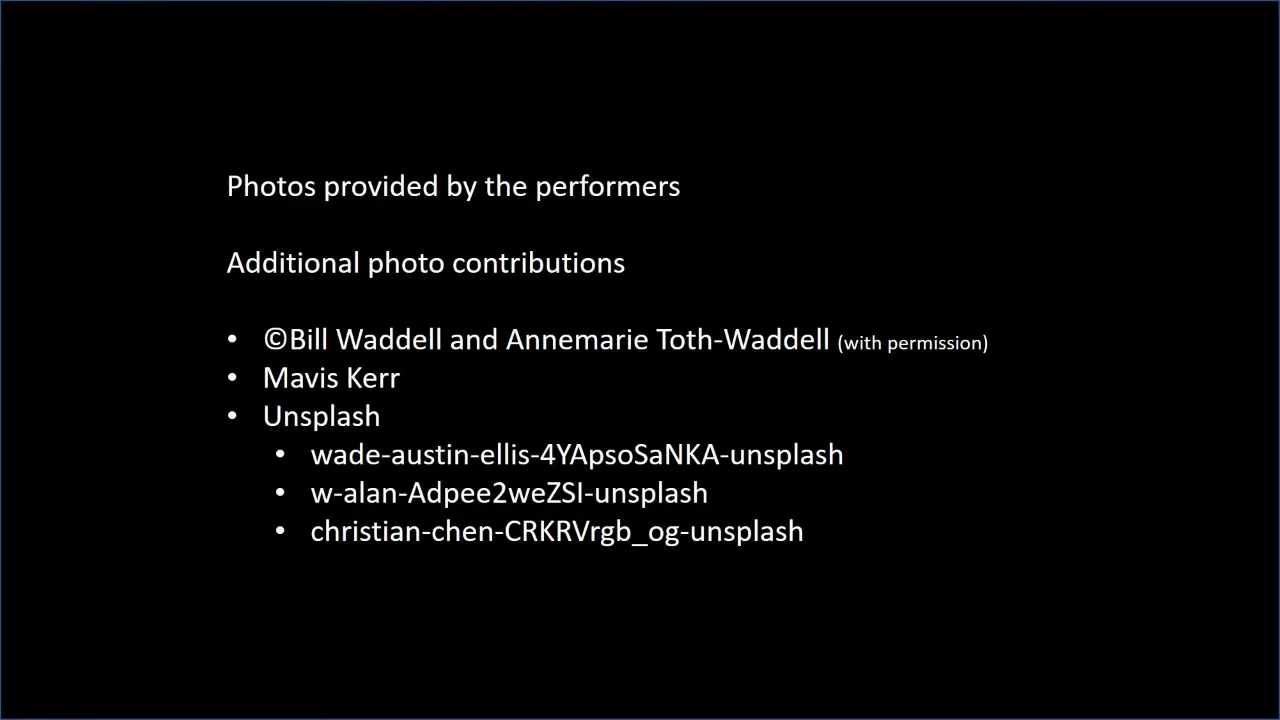 Photos provided by the performers
Additional photo contributions
• ©Bill Waddell and Annemarie Toth-Waddell (with permission)
• Mavis Kerr
• Unsplash
• wade-austin-ellis-4YApsoSaNKA-unsplash
• w-alan-Adpee2weZSI-unsplash
• christian-chen-CRKRVrgb_og-unsplash